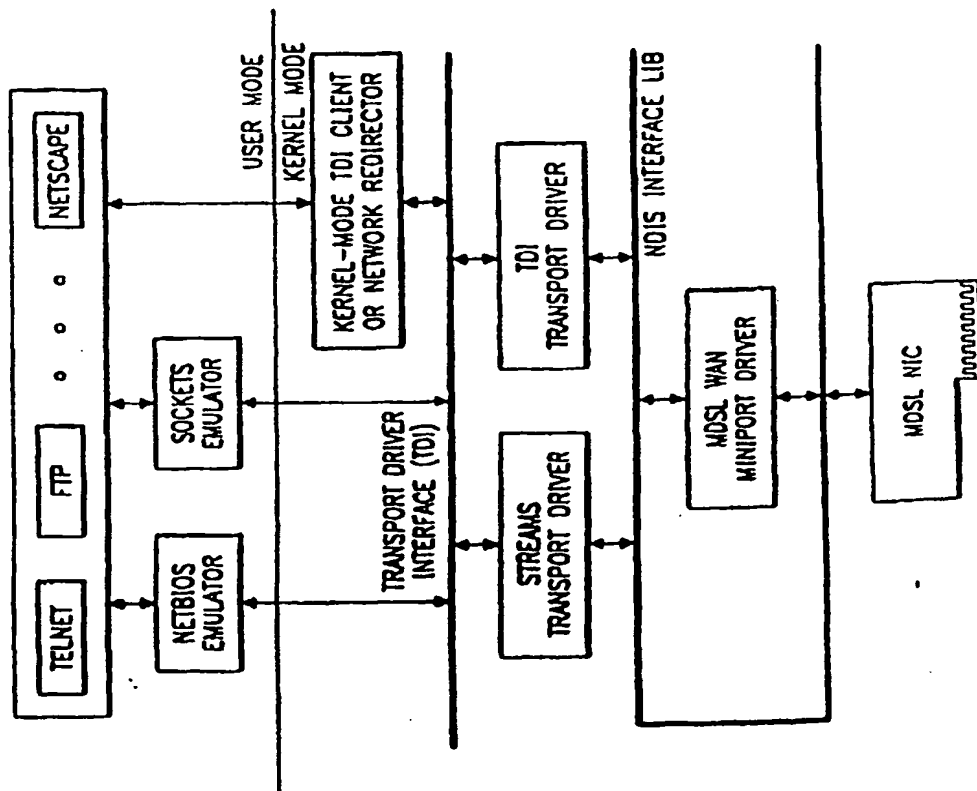 TELNET
FTP
NETSCAPE
NETBIOS
EMULATOR
SOCKETS
EMULATOR
USER MODE
KERNEL MODE
KERNEL-MODE TDI CLIENT
OR NETWORK REDIRECTOR
TRANSPORT DRIVER
INTERFACE (TDI)
STREAMS
TRANSPORT DRIVER
TDI
TRANSPORT DRIVER
NDIS INTERFACE LIB
MDSL WAN
MINIPORT DRIVER
MDSL NIC